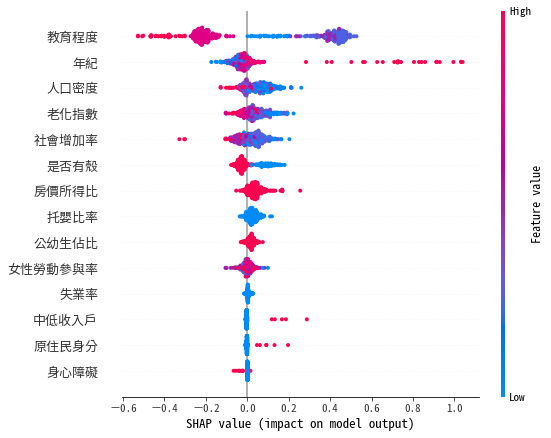 High
教育程度
年紀
人口密度
老化指數
社會增加率
是否有殼
房價所得比
托嬰比率
公幼生佔比
女性勞動參與率
失業率
中低收入戶
原住民身分
身心障礙
Feature value
Low
−0.6 −0.4 −0.2 0.0 0.2 0.4 0.6 0.8 1.0
SHAP value (impact on model output)